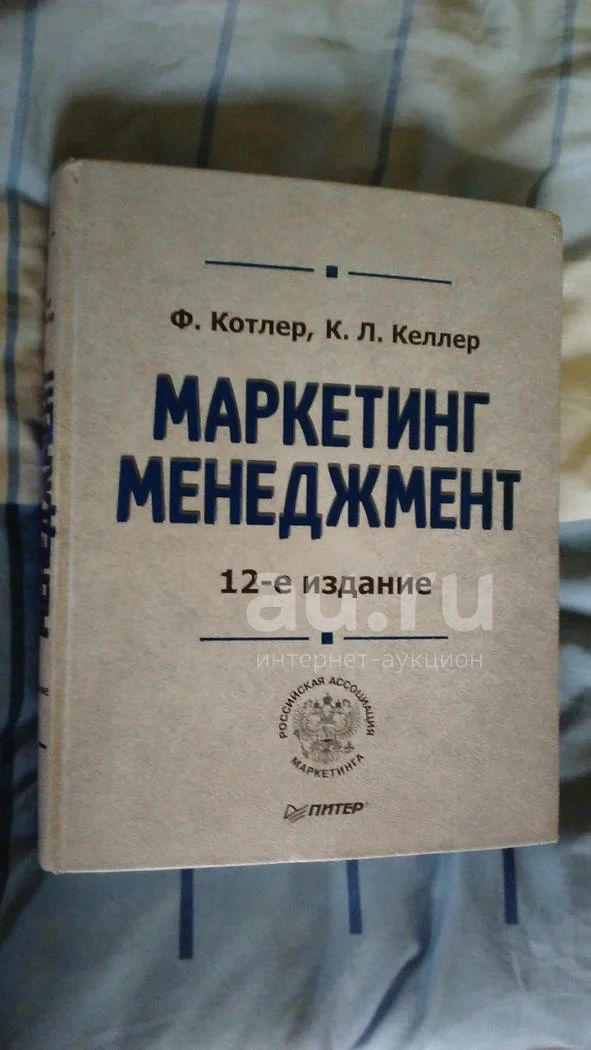 Ф. Котлер, К. Л. Келлер
МАРКЕТИНГ
МЕНЕДЖМЕНТ
12-е издание
au.ru
интернет-аукцион
РОССИЙСКАЯ АССОЦИАЦИЯ
МАРКЕТИНГА
ПИТЕР®